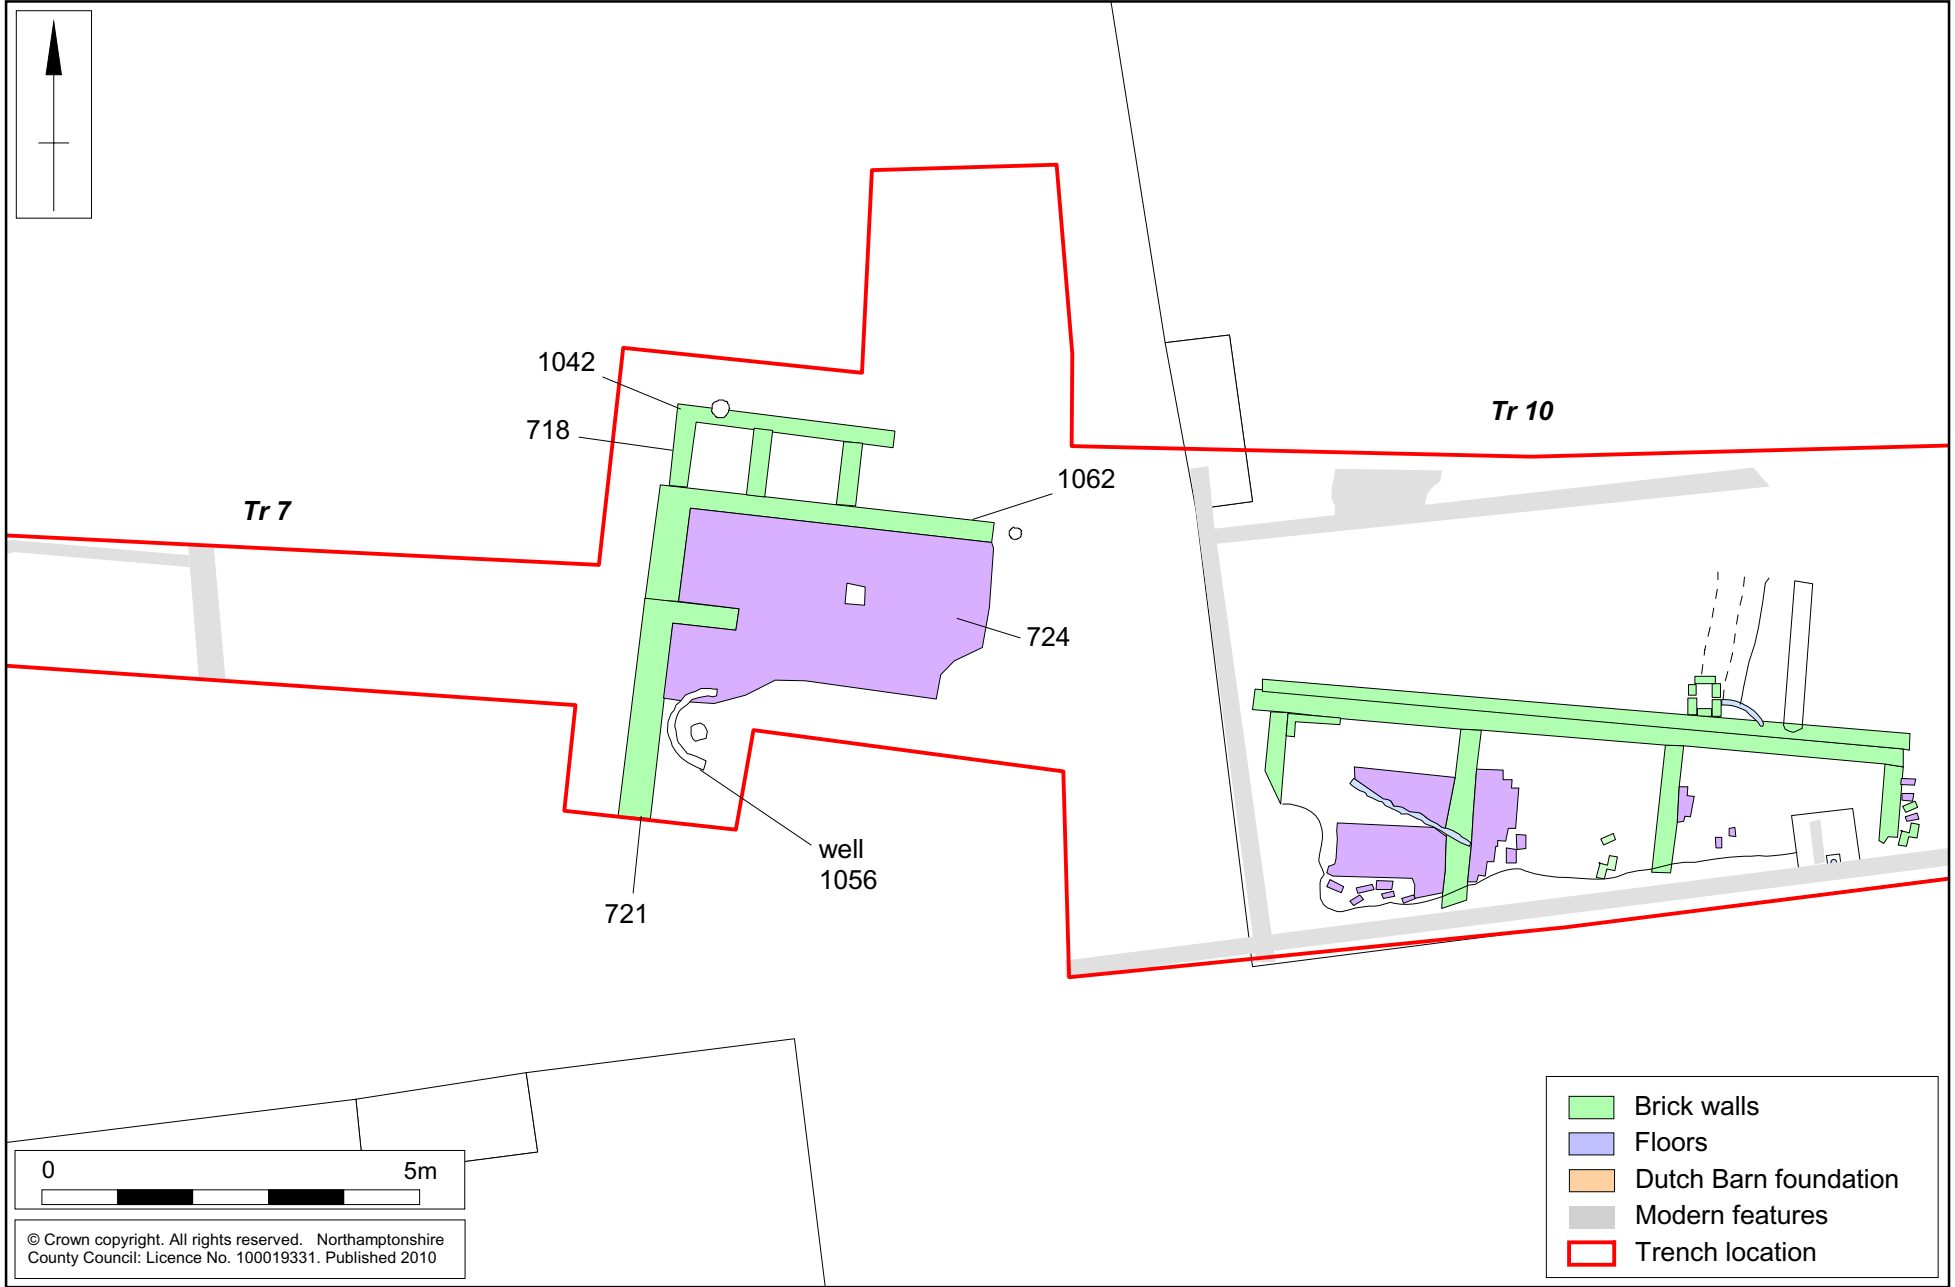 Tr 10
1042
718
1062
Tr 7
724
well
1056
721
Brick walls
Floors
Dutch Barn foundation
Modern features
Trench location
0 5m
© Crown copyright. All rights reserved. Northamptonshire
County Council: Licence No. 100019331. Published 2010